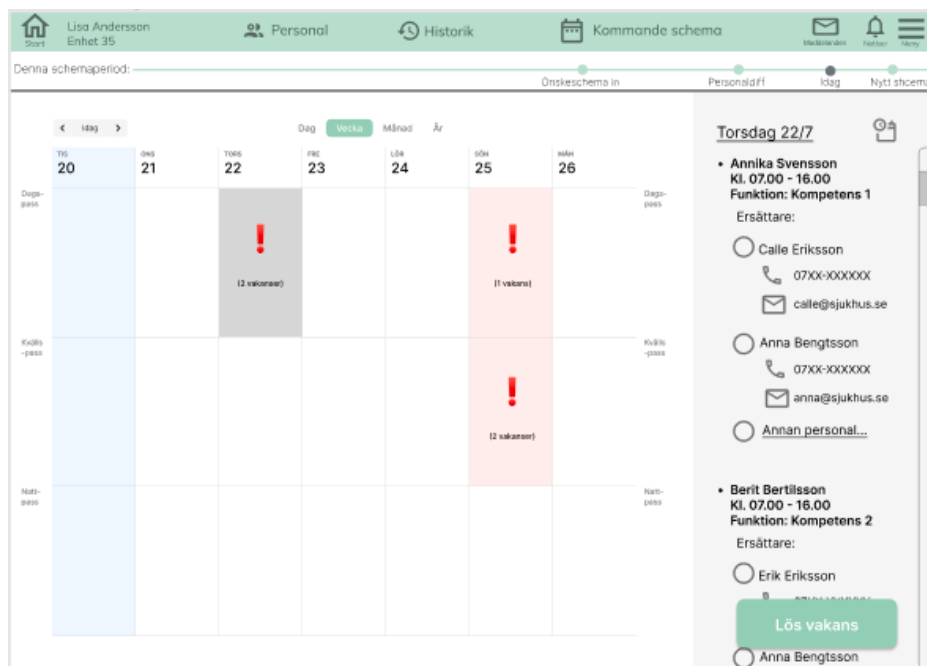 Lisa Andersson
Enhet 35
Start
Personal
Historik
Kommande schema
Meddelanden
Notiser
Meny
Denna schemaperiod:
Önskeschema in
Personaldiff
Idag
Nytt shcema
< Idag >
Dag Vecka Månad År
TIS ONS TORS FRE LÖR SÖN MÅN
20 21 22 23 24 25 26
Dags-
pass
Dags-
pass
!
(2 vakanser)
!
(1 vakans)
Kvälls
-pass
Kvälls
-pass
!
(2 vakanser)
Natt-
pass
Natt-
pass
Torsdag 22/7
• Annika Svensson
Kl. 07.00 - 16.00
Funktion: Kompetens 1
Ersättare:
Calle Eriksson
07XX-XXXXXX
calle@sjukhus.se
Anna Bengtsson
07XX-XXXXXX
anna@sjukhus.se
Annan personal...
• Berit Bertilsson
Kl. 07.00 - 16.00
Funktion: Kompetens 2
Ersättare:
Erik Eriksson
Lös vakans
Anna Bengtsson